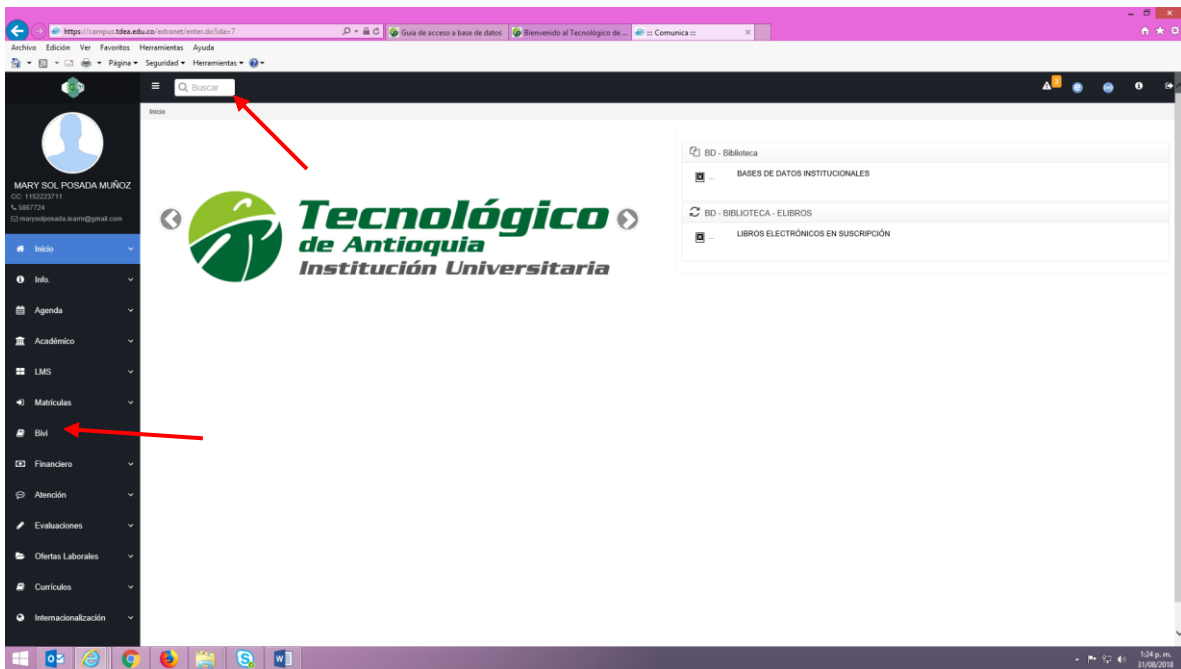 https://campus.tdea.edu.co/extranet/enter.do?ida=7
Guía de acceso a base de datos
Bienvenido al Tecnológico de ...
::: Comunica :::
Archivo Edición Ver Favoritos Herramientas Ayuda
Página Seguridad Herramientas
Buscar
3
Inicio
MARY SOL POSADA MUÑOZ
CC: 1152223711
5867724
marysolposada.iearm@gmail.com
Inicio
Info.
Agenda
Académico
LMS
Matrículas
Bivi
Financiero
Atención
Evaluaciones
Ofertas Laborales
Currículos
Internacionalización
Tecnológico
de Antioquia
Institución Universitaria
BD - Biblioteca
... BASES DE DATOS INSTITUCIONALES
BD - BIBLIOTECA - ELIBROS
... LIBROS ELECTRÓNICOS EN SUSCRIPCIÓN
1:24 p. m.
31/08/2018